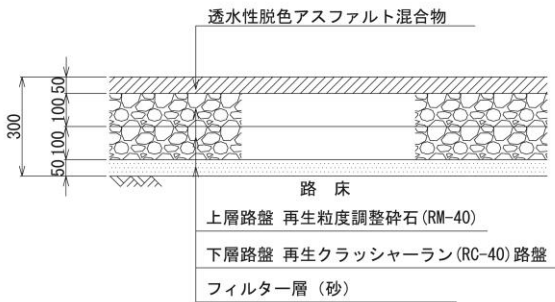 透水性脱色アスファルト混合物
50
100
300
100
50
路 床
上層路盤 再生粒度調整砕石(RM-40)
下層路盤 再生クラッシャーラン(RC-40)路盤
フィルター層（砂）